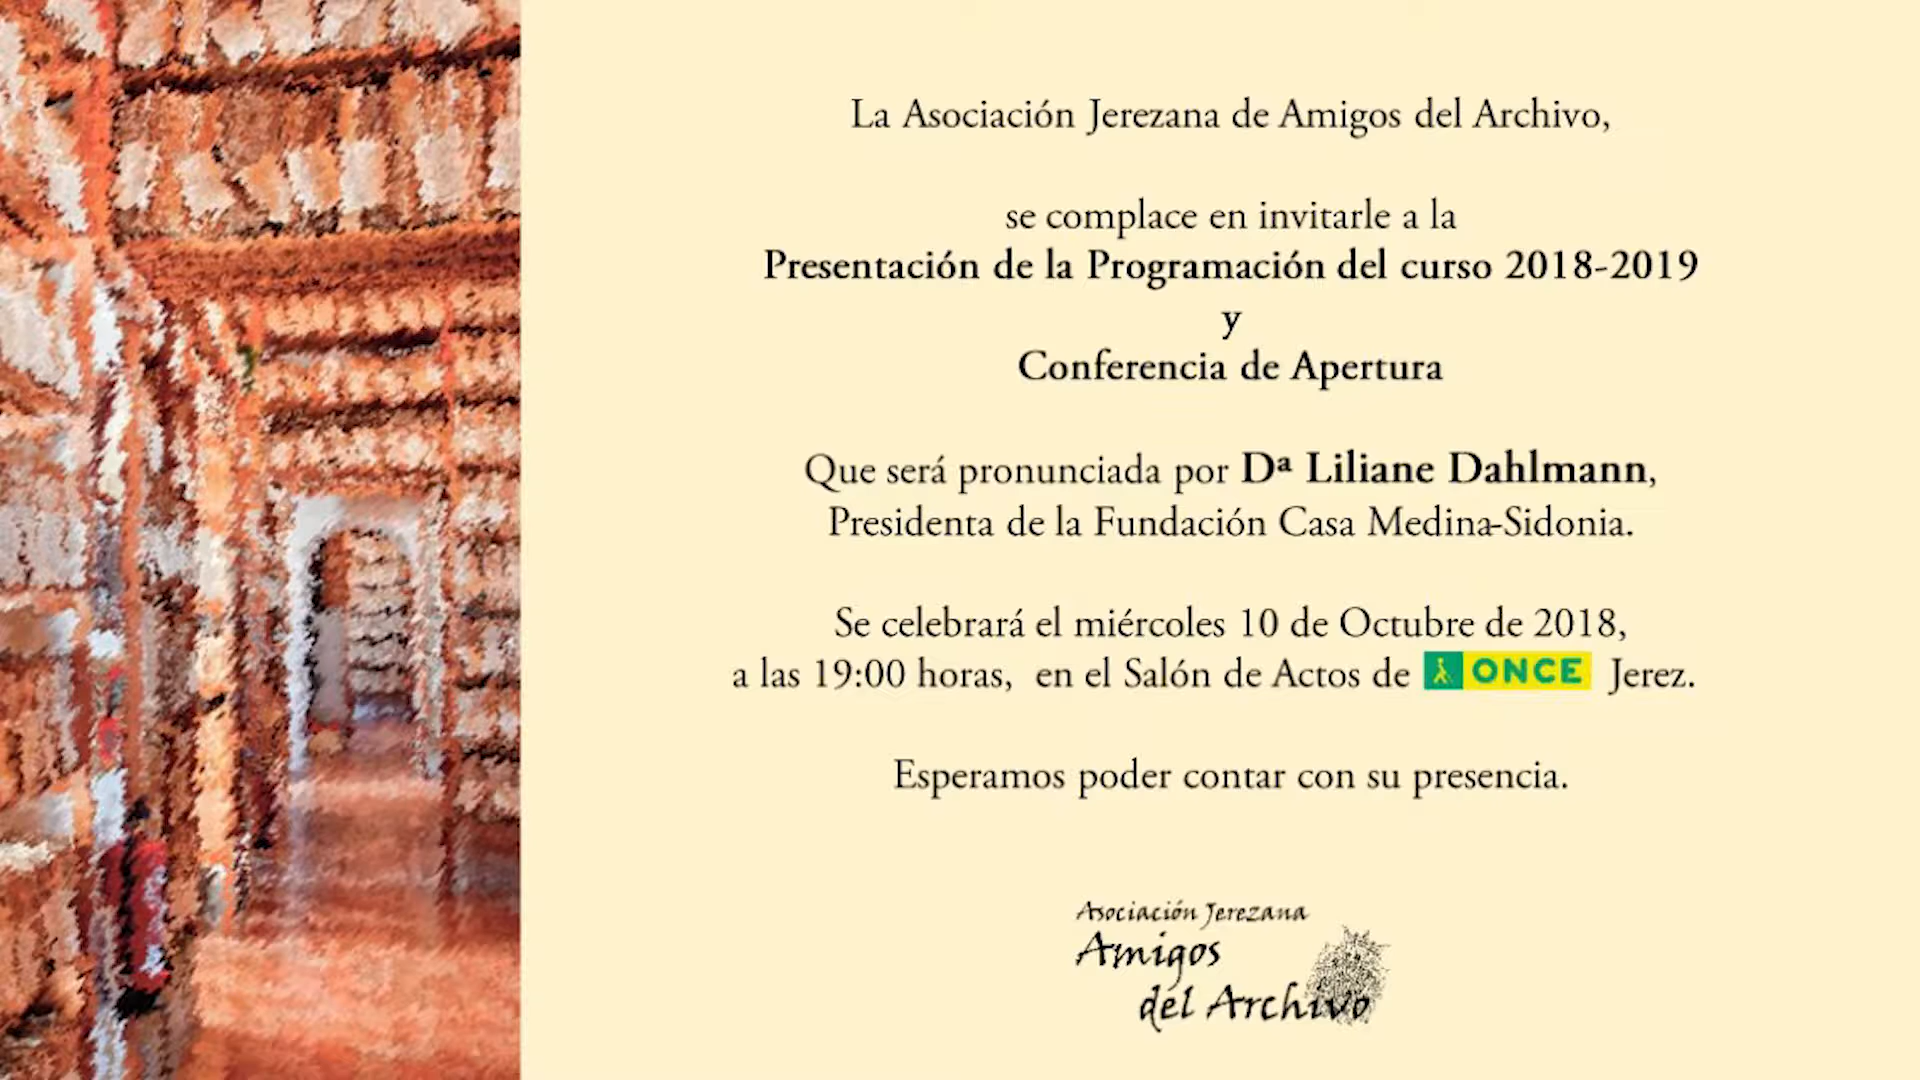 La Asociación Jerezana de Amigos del Archivo,
se complace en invitarle a la
Presentación de la Programación del curso 2018-2019
y
Conferencia de Apertura
Que será pronunciada por Dª Liliane Dahlmann,
Presidenta de la Fundación Casa Medina-Sidonia.
Se celebrará el miércoles 10 de Octubre de 2018,
a las 19:00 horas, en el Salón de Actos de ONCE Jerez.
Esperamos poder contar con su presencia.
Asociación Jerezana
Amigos
del Archivo